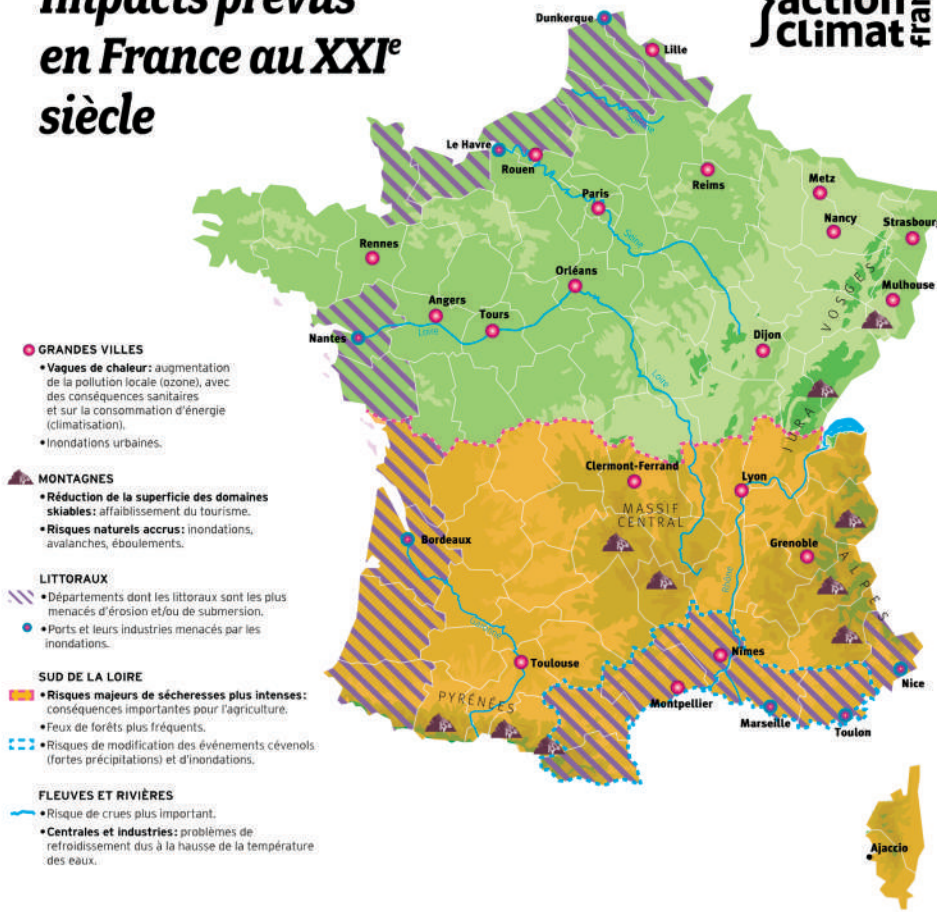 Impacts prévus
en France au XXIe
siècle
action
climat
Dunkerque
Lille
Somme
Le Havre
Rouen
Reims
Metz
Paris
Nancy
Strasbourg
Seine
Rennes
VOSGES
Orléans
Mulhouse
Angers
Tours
Nantes
Loire
Dijon
Loire
JURA
Clermont-Ferrand
Lyon
MASSIF
CENTRAL
Bordeaux
Grenoble
ALPES
Rhône
Garonne
Toulouse
Nîmes
Nice
PYRÉNÉES
Montpellier
Marseille
Toulon
Ajaccio
GRANDES VILLES
• Vagues de chaleur: augmentation
de la pollution locale (ozone), avec
des conséquences sanitaires
et sur la consommation d'énergie
(climatisation).
• Inondations urbaines.
MONTAGNES
• Réduction de la superficie des domaines
skiables: affaiblissement du tourisme.
• Risques naturels accrus: inondations,
avalanches, éboulements.
LITTORAUX
• Départements dont les littoraux sont les plus
menacés d'érosion et/ou de submersion.
• Ports et leurs industries menacés par les
inondations.
SUD DE LA LOIRE
• Risques majeurs de sécheresses plus intenses:
conséquences importantes pour l'agriculture.
• Feux de forêts plus fréquents.
• Risques de modification des événements cévenols
(fortes précipitations) et d'inondations.
FLEUVES ET RIVIÈRES
• Risque de crues plus important.
• Centrales et industries: problèmes de
refroidissement dus à la hausse de la température
des eaux.